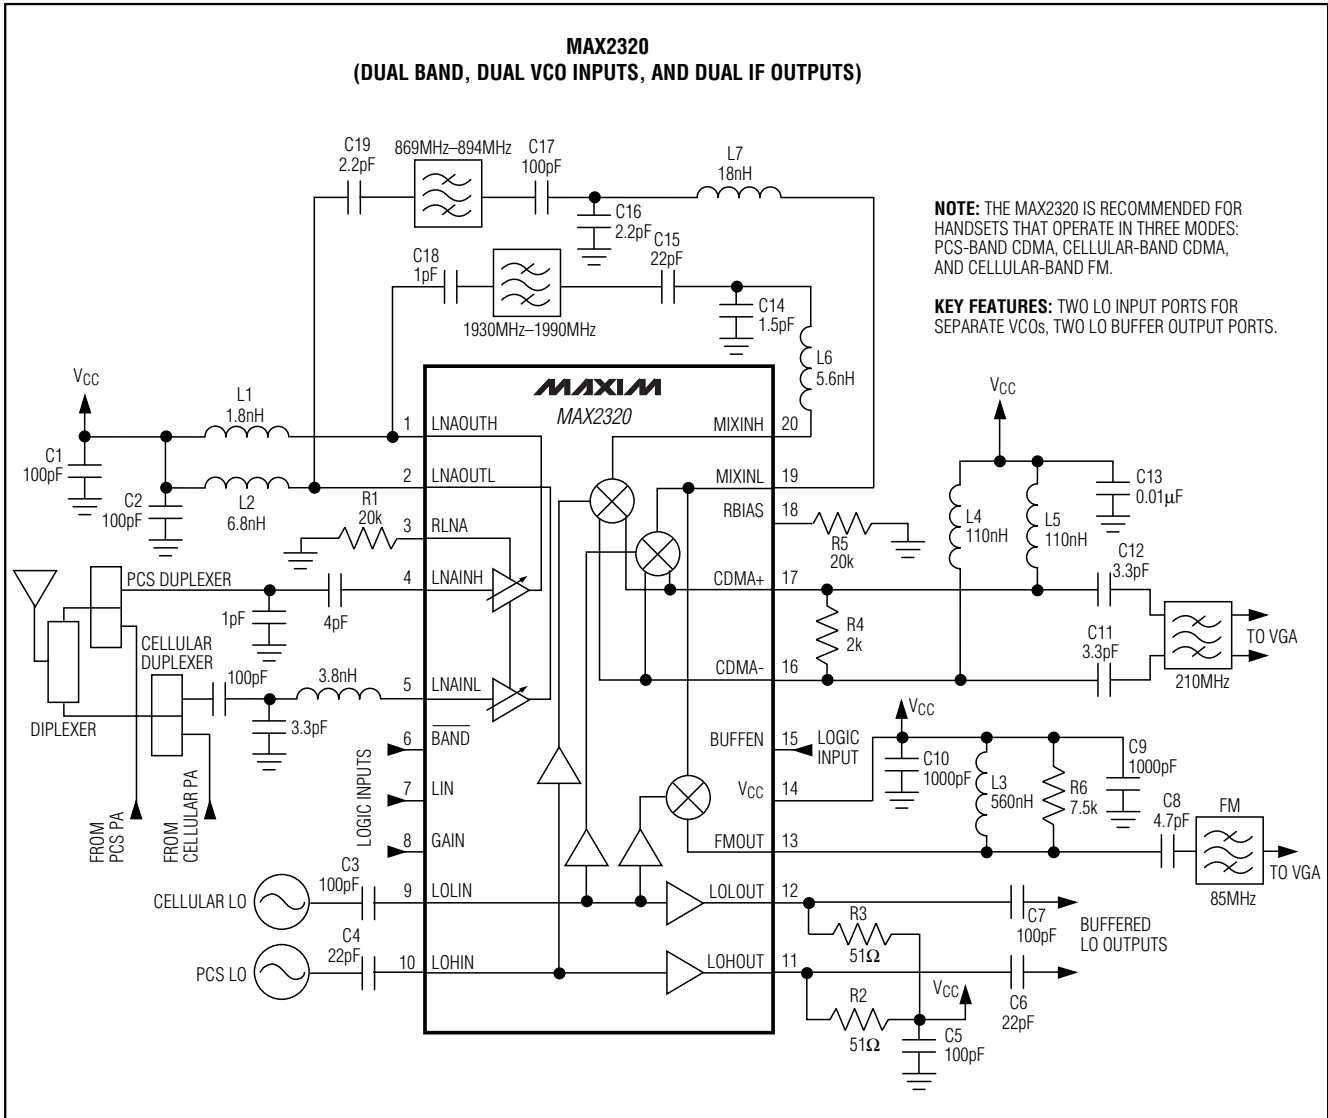 MAX2320
(DUAL BAND, DUAL VCO INPUTS, AND DUAL IF OUTPUTS)
C19
2.2pF
869MHz–894MHz
C17
100pF
L7
18nH
C16
2.2pF
C18
1pF
1930MHz–1990MHz
C15
22pF
C14
1.5pF
L6
5.6nH
NOTE: THE MAX2320 IS RECOMMENDED FOR
HANDSETS THAT OPERATE IN THREE MODES:
PCS-BAND CDMA, CELLULAR-BAND CDMA,
AND CELLULAR-BAND FM.
KEY FEATURES: TWO LO INPUT PORTS FOR
SEPARATE VCOs, TWO LO BUFFER OUTPUT PORTS.
VCC
C1
100pF
C2
100pF
L1
1.8nH
L2
6.8nH
R1
20k
MAXIM
MAX2320
1 LNAOUTH
2 LNAOUTL
3 RLNA
4 LNAINH
5 LNAINL
6 BAND
7 LIN
8 GAIN
9 LOLIN
10 LOHIN
MIXINH 20
MIXINL 19
RBIAS 18
CDMA+ 17
CDMA- 16
BUFFEN 15
VCC 14
FMOUT 13
LOLOUT 12
LOHOUT 11
PCS DUPLEXER
1pF
4pF
CELLULAR
DUPLEXER
100pF
3.8nH
3.3pF
DIPLEXER
FROM
PCS PA
FROM
CELLULAR PA
LOGIC INPUTS
C3
100pF
CELLULAR LO
C4
22pF
PCS LO
R5
20k
VCC
L4
110nH
L5
110nH
C13
0.01µF
C12
3.3pF
R4
2k
C11
3.3pF
210MHz
TO VGA
LOGIC
INPUT
VCC
C10
1000pF
L3
560nH
R6
7.5k
C9
1000pF
C8
4.7pF
FM
85MHz
TO VGA
R3
51Ω
C7
100pF
BUFFERED
LO OUTPUTS
R2
51Ω
VCC
C5
100pF
C6
22pF